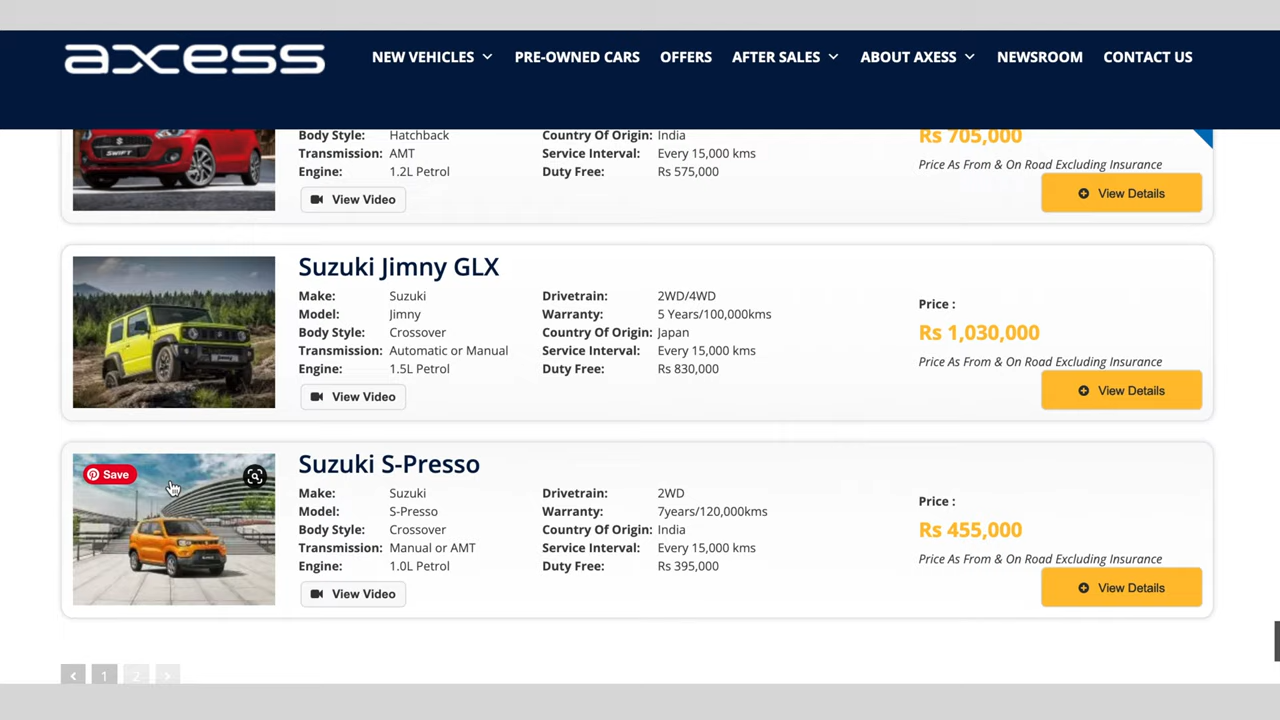 axess
NEW VEHICLES PRE-OWNED CARS OFFERS AFTER SALES ABOUT AXESS NEWSROOM CONTACT US
SWIFT
Body Style: Hatchback Country Of Origin: India Rs 705,000
Transmission: AMT Service Interval: Every 15,000 kms Price As From & On Road Excluding Insurance
Engine: 1.2L Petrol Duty Free: Rs 575,000
View Video View Details
Suzuki Jimny GLX
Make: Suzuki Drivetrain: 2WD/4WD Price :
Model: Jimny Warranty: 5 Years/100,000kms
Body Style: Crossover Country Of Origin: Japan Rs 1,030,000
Transmission: Automatic or Manual Service Interval: Every 15,000 kms Price As From & On Road Excluding Insurance
Engine: 1.5L Petrol Duty Free: Rs 830,000
View Video View Details
Suzuki S-Presso
Save
Make: Suzuki Drivetrain: 2WD Price :
Model: S-Presso Warranty: 7years/120,000kms
Body Style: Crossover Country Of Origin: India Rs 455,000
Transmission: Manual or AMT Service Interval: Every 15,000 kms Price As From & On Road Excluding Insurance
Engine: 1.0L Petrol Duty Free: Rs 395,000
View Video View Details
1 2